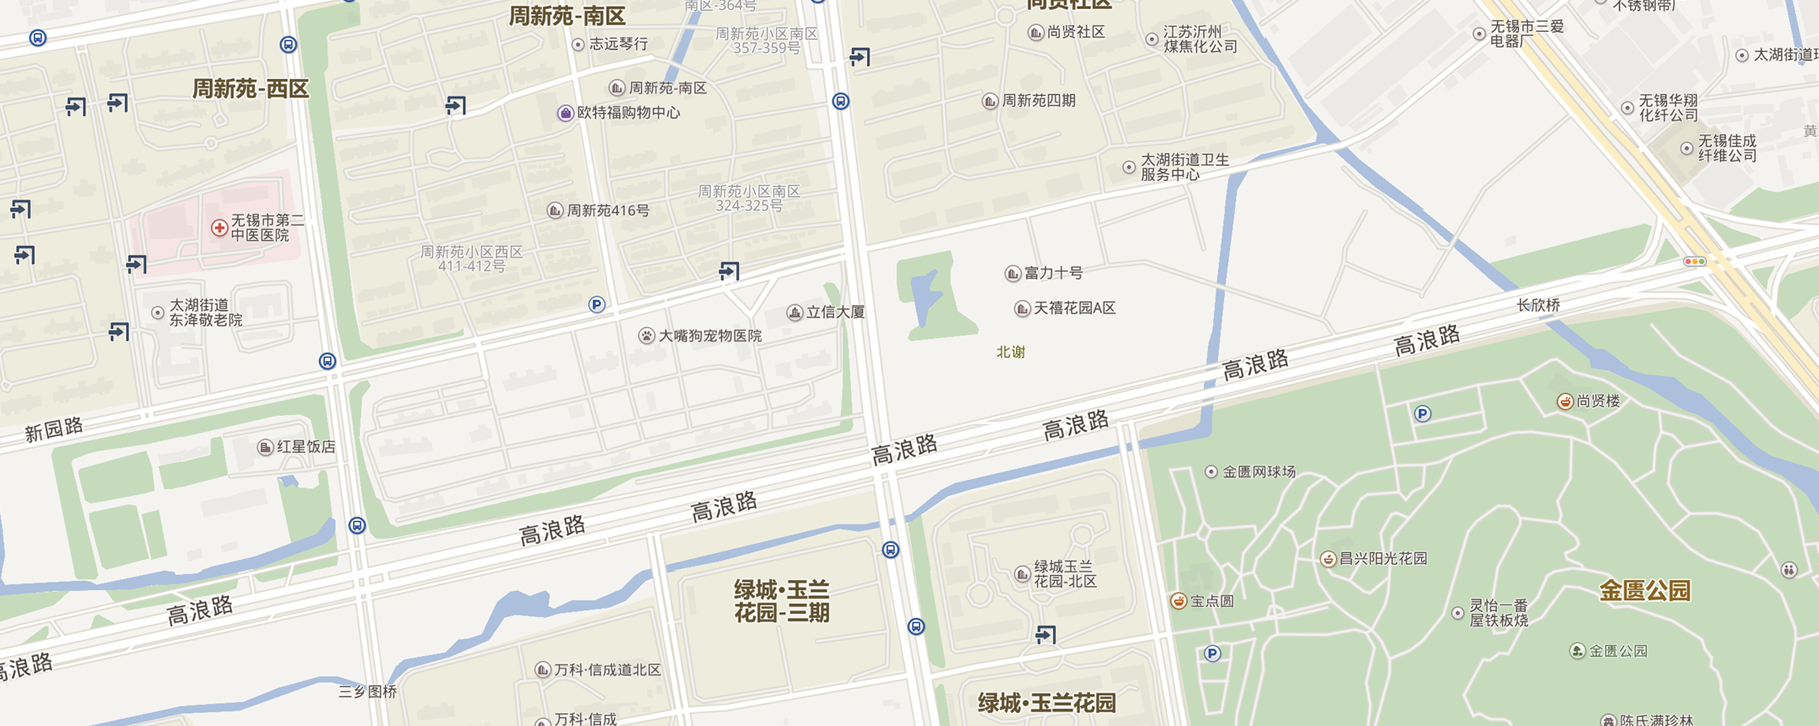 南区-364号
周新苑-南区
尚贤社区
不锈钢带厂
志远琴行
周新苑小区南区
357-359号
尚贤社区
江苏沂州
煤焦化公司
无锡市三爱
电器厂
太湖街道
周新苑-西区
周新苑-南区
欧特福购物中心
周新苑四期
无锡华翔
化纤公司
黄
无锡佳成
纤维公司
太湖街道卫生
服务中心
周新苑小区南区
324-325号
周新苑416号
无锡市第二
中医医院
周新苑小区西区
411-412号
富力十号
太湖街道
东洚敬老院
立信大厦
天禧花园A区
长欣桥
大嘴狗宠物医院
北谢
高浪路
高浪路
尚贤楼
新园路
高浪路
红星饭店
高浪路
金匮网球场
高浪路
高浪路
绿城玉兰
花园-北区
昌兴阳光花园
绿城·玉兰
花园-三期
金匮公园
高浪路
宝点圆
灵怡一番
屋铁板烧
金匮公园
高浪路
万科·信成道北区
三乡图桥
绿城·玉兰花园
万科·信成
陈氏满珍林